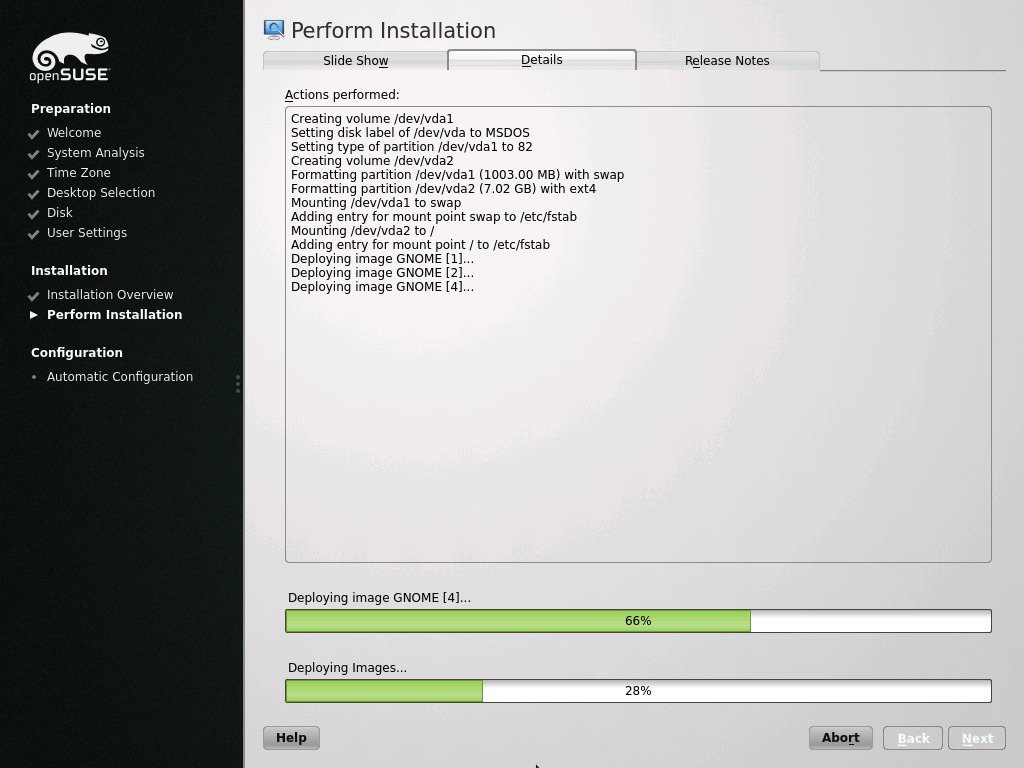 openSUSE
Preparation
Welcome
System Analysis
Time Zone
Desktop Selection
Disk
User Settings
Installation
Installation Overview
Perform Installation
Configuration
Automatic Configuration
Perform Installation
Slide Show
Details
Release Notes
Actions performed:
Creating volume /dev/vda1
Setting disk label of /dev/vda to MSDOS
Setting type of partition /dev/vda1 to 82
Creating volume /dev/vda2
Formatting partition /dev/vda1 (1003.00 MB) with swap
Formatting partition /dev/vda2 (7.02 GB) with ext4
Mounting /dev/vda1 to swap
Adding entry for mount point swap to /etc/fstab
Mounting /dev/vda2 to /
Adding entry for mount point / to /etc/fstab
Deploying image GNOME [1]...
Deploying image GNOME [2]...
Deploying image GNOME [4]...
Deploying image GNOME [4]...
66%
Deploying Images...
28%
Help
Abort
Back
Next